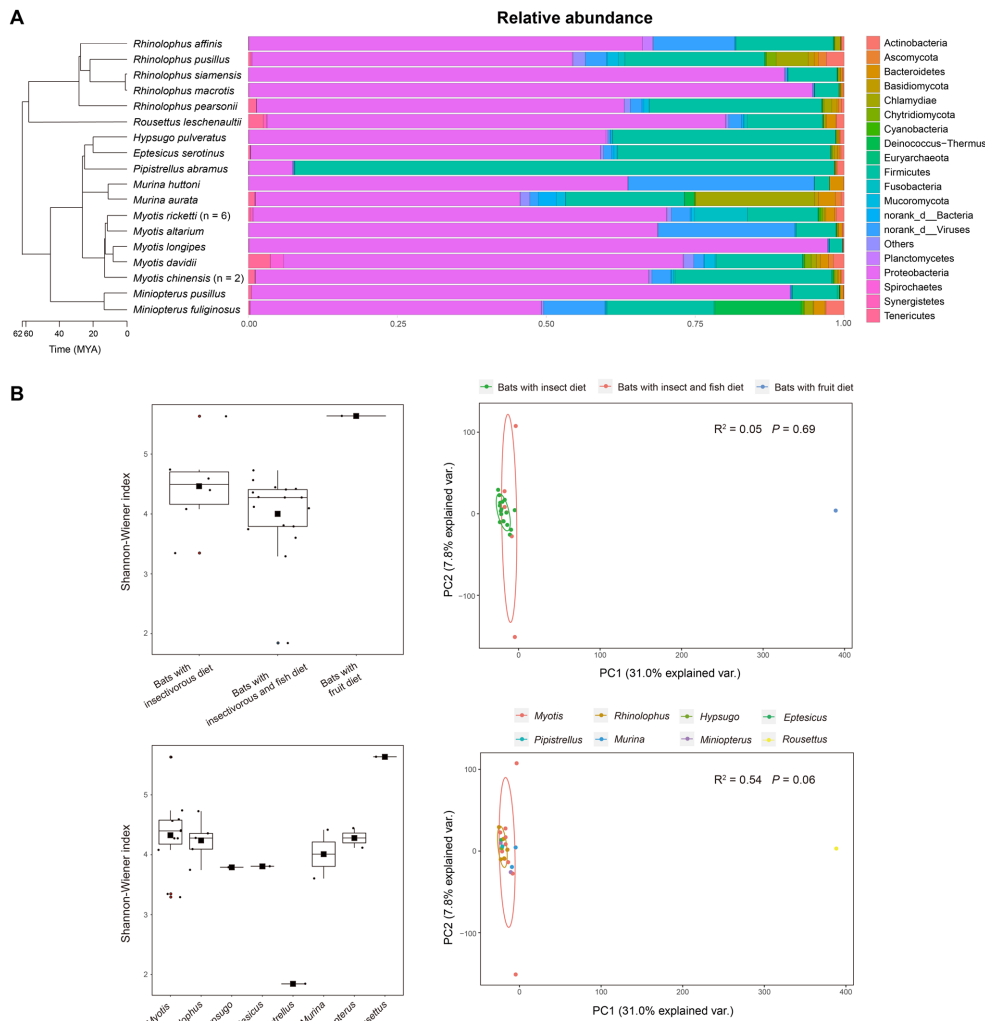 A
Relative abundance
Rhinolophus affinis
Rhinolophus pusillus
Rhinolophus siamensis
Rhinolophus macrotis
Rhinolophus pearsonii
Rousettus leschenaultii
Hypsugo pulveratus
Eptesicus serotinus
Pipistrellus abramus
Murina huttoni
Murina aurata
Myotis ricketti (n = 6)
Myotis altarium
Myotis longipes
Myotis davidii
Myotis chinensis (n = 2)
Miniopterus pusillus
Miniopterus fuliginosus
62 60 40 20 0
Time (MYA)
0.00 0.25 0.50 0.75 1.00
Actinobacteria
Ascomycota
Bacteroidetes
Basidiomycota
Chlamydiae
Chytridiomycota
Cyanobacteria
Deinococcus−Thermus
Euryarchaeota
Firmicutes
Fusobacteria
Mucoromycota
norank_d__Bacteria
norank_d__Viruses
Others
Planctomycetes
Proteobacteria
Spirochaetes
Synergistetes
Tenericutes
B
Shannon-Wiener index
5
4
3
2
Bats with
insectivorous diet
Bats with
insectivorous and fish diet
Bats with
fruit diet
Bats with insect diet Bats with insect and fish diet Bats with fruit diet
R² = 0.05 P = 0.69
PC2 (7.8% explained var.)
100
0
−100
0 100 200 300 400
PC1 (31.0% explained var.)
Shannon-Wiener index
5
4
3
2
Myotis Rhinolophus Hypsugo Eptesicus
Pipistrellus Murina Miniopterus Rousettus
R² = 0.54 P = 0.06
PC2 (7.8% explained var.)
100
0
−100
0 100 200 300 400
PC1 (31.0% explained var.)